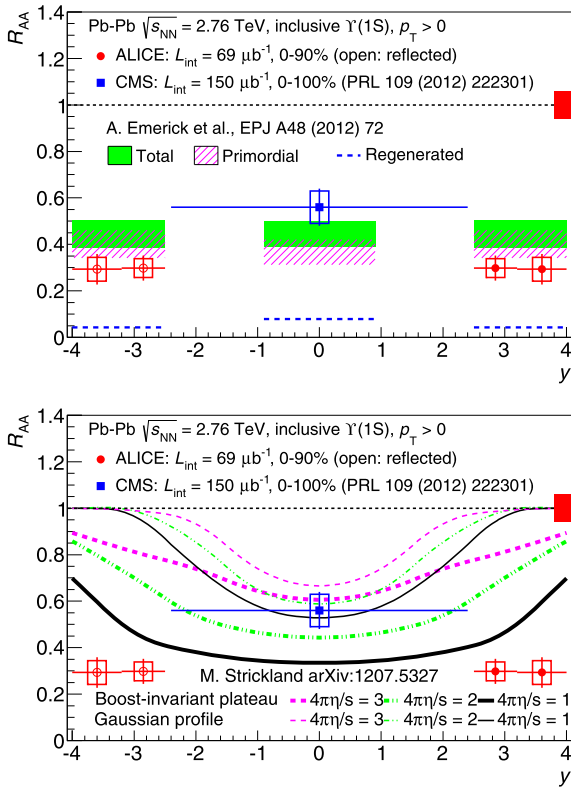 R_AA
1.4
1.2
1
0.8
0.6
0.4
0.2
0
Pb-Pb √s_NN = 2.76 TeV, inclusive ϒ(1S), p_T > 0
ALICE: L_int = 69 μb⁻¹, 0-90% (open: reflected)
CMS: L_int = 150 μb⁻¹, 0-100% (PRL 109 (2012) 222301)
A. Emerick et al., EPJ A48 (2012) 72
Total Primordial Regenerated
-4 -3 -2 -1 0 1 2 3 4
y
R_AA
1.4
1.2
1
0.8
0.6
0.4
0.2
0
Pb-Pb √s_NN = 2.76 TeV, inclusive ϒ(1S), p_T > 0
ALICE: L_int = 69 μb⁻¹, 0-90% (open: reflected)
CMS: L_int = 150 μb⁻¹, 0-100% (PRL 109 (2012) 222301)
M. Strickland arXiv:1207.5327
Boost-invariant plateau 4πη/s = 3 4πη/s = 2 4πη/s = 1
Gaussian profile 4πη/s = 3 4πη/s = 2 4πη/s = 1
-4 -3 -2 -1 0 1 2 3 4
y